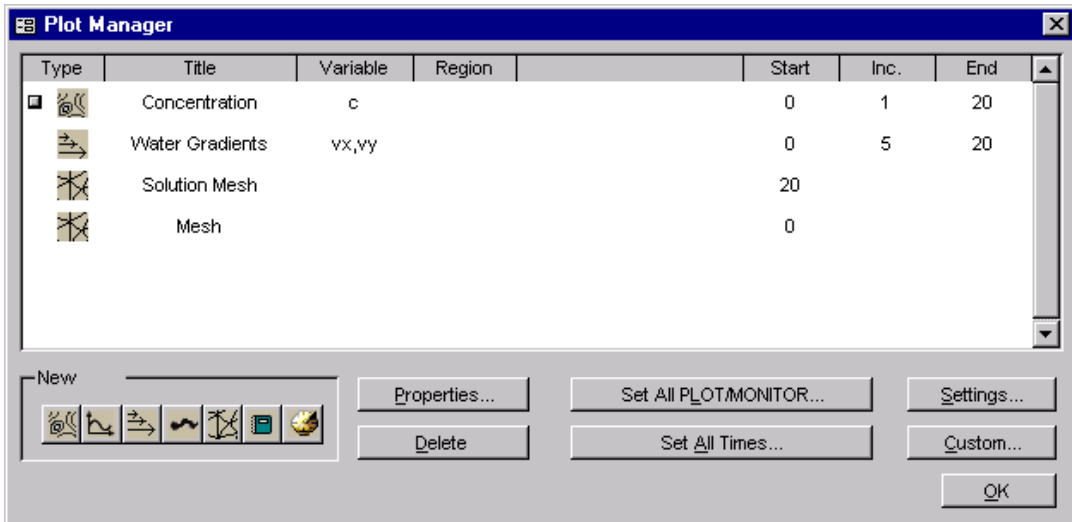 Plot Manager
Type Title Variable Region Start Inc. End
Concentration c 0 1 20
Water Gradients vx,vy 0 5 20
Solution Mesh 20
Mesh 0
New
Properties... Set All PLOT/MONITOR... Settings...
Delete Set All Times... Custom...
OK